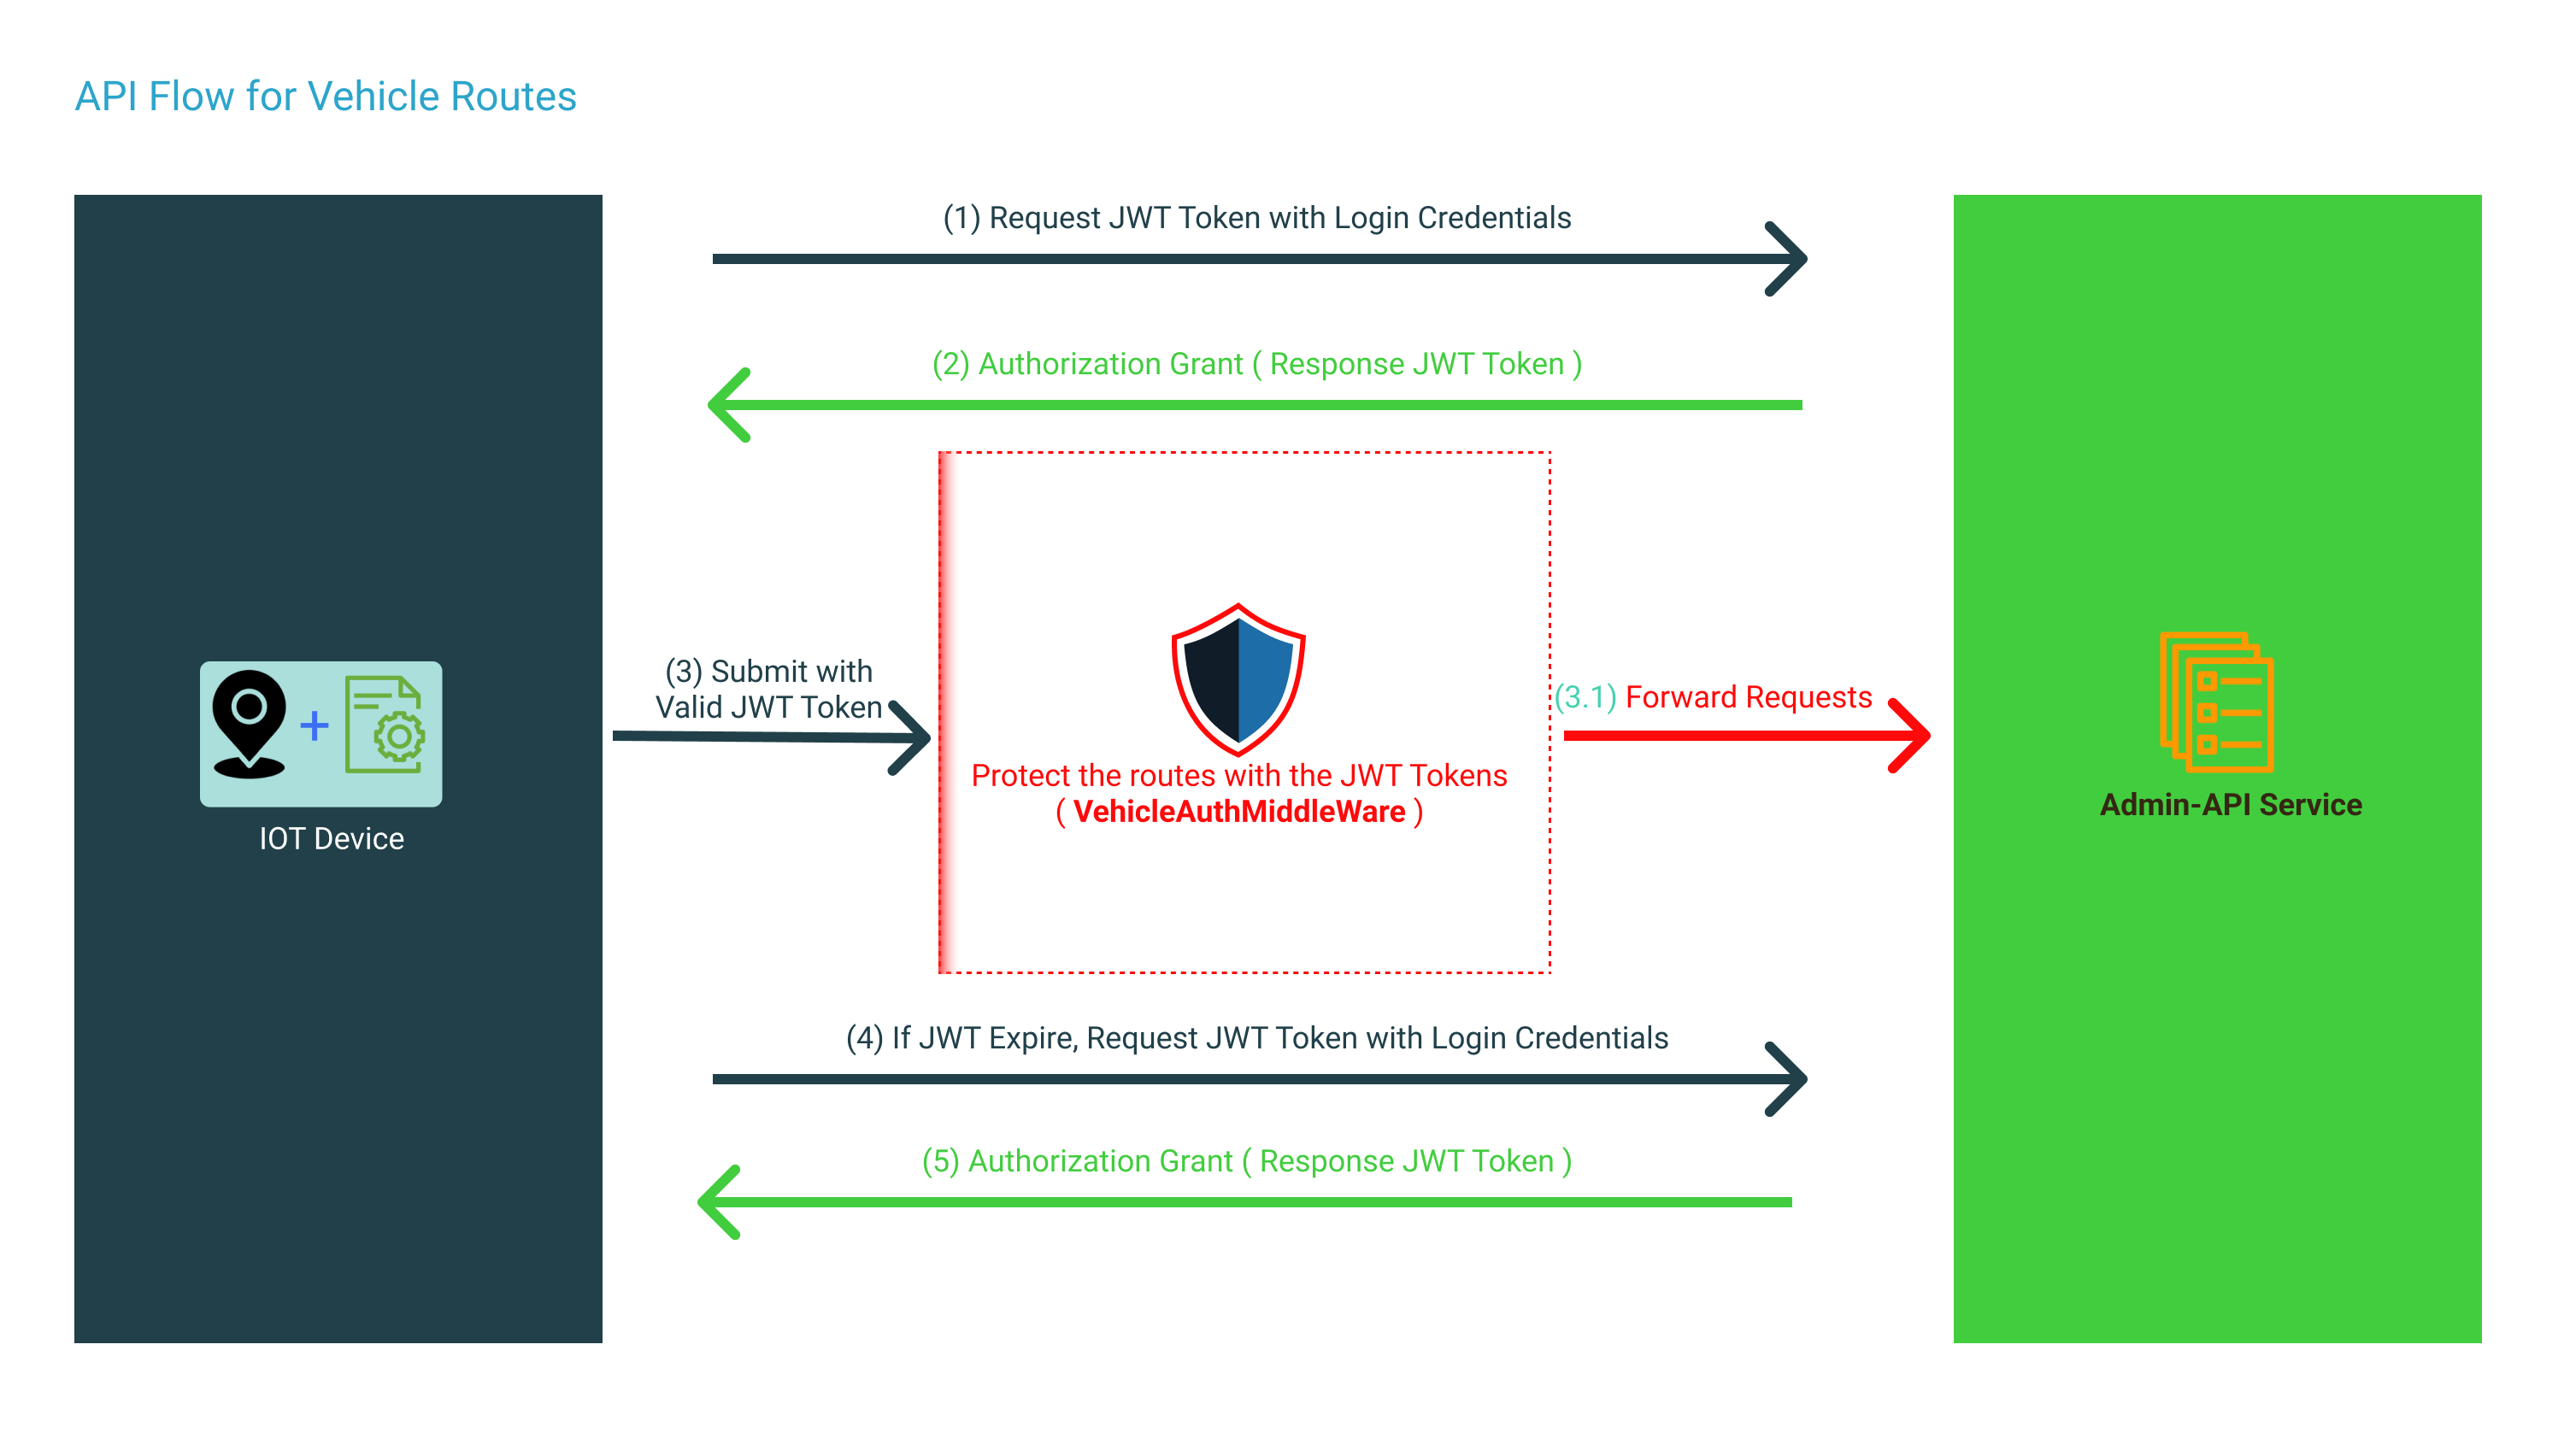 API Flow for Vehicle Routes
(1) Request JWT Token with Login Credentials
(2) Authorization Grant ( Response JWT Token )
(3) Submit with
Valid JWT Token
(3.1) Forward Requests
Protect the routes with the JWT Tokens
( VehicleAuthMiddleWare )
IOT Device
Admin-API Service
(4) If JWT Expire, Request JWT Token with Login Credentials
(5) Authorization Grant ( Response JWT Token )